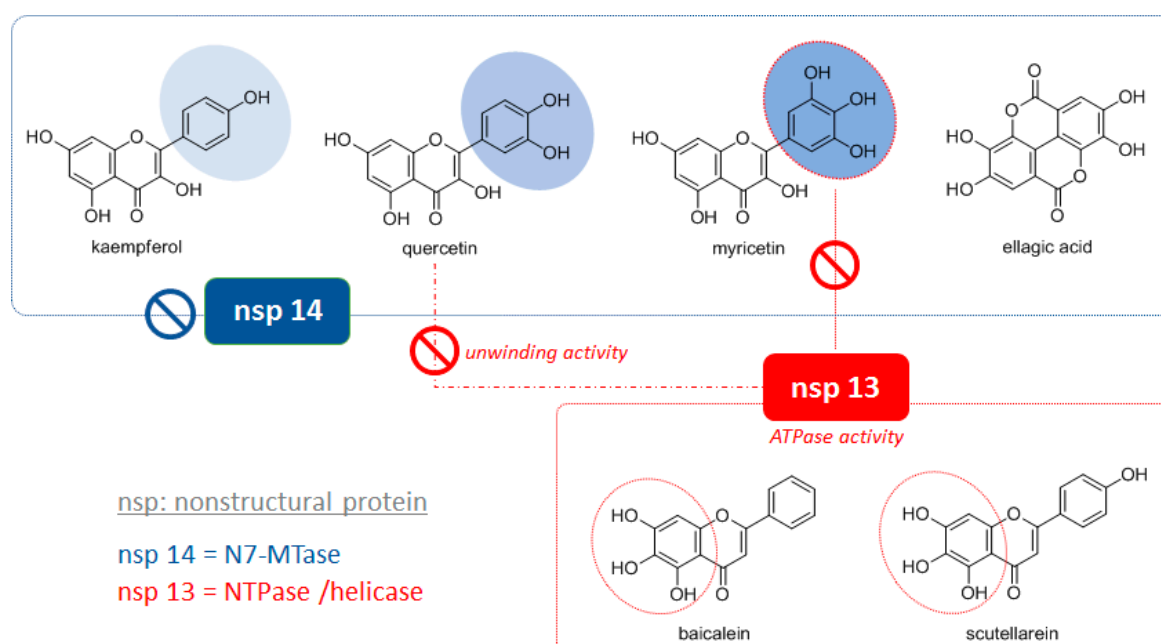 OH
HO
O
OH
OH
O
kaempferol
OH
HO
O
OH
OH
OH
O
quercetin
OH
OH
HO
O
OH
OH
OH
O
myricetin
O
O
OH
HO
OH
HO
O
O
ellagic acid
nsp 14
unwinding activity
nsp 13
ATPase activity
nsp: nonstructural protein
nsp 14 = N7-MTase
nsp 13 = NTPase /helicase
HO
O
HO
OH
O
baicalein
OH
HO
O
HO
OH
O
scutellarein